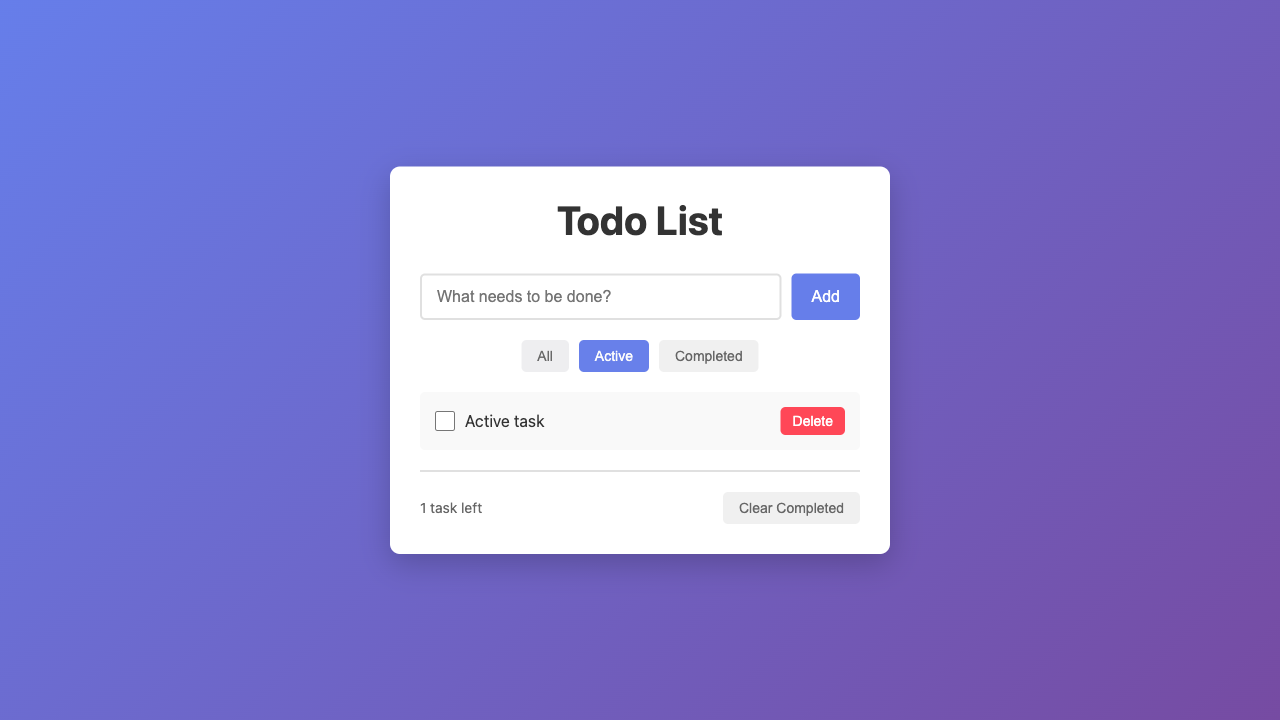 Todo List
What needs to be done?
Add
All
Active
Completed
Active task
Delete
1 task left
Clear Completed